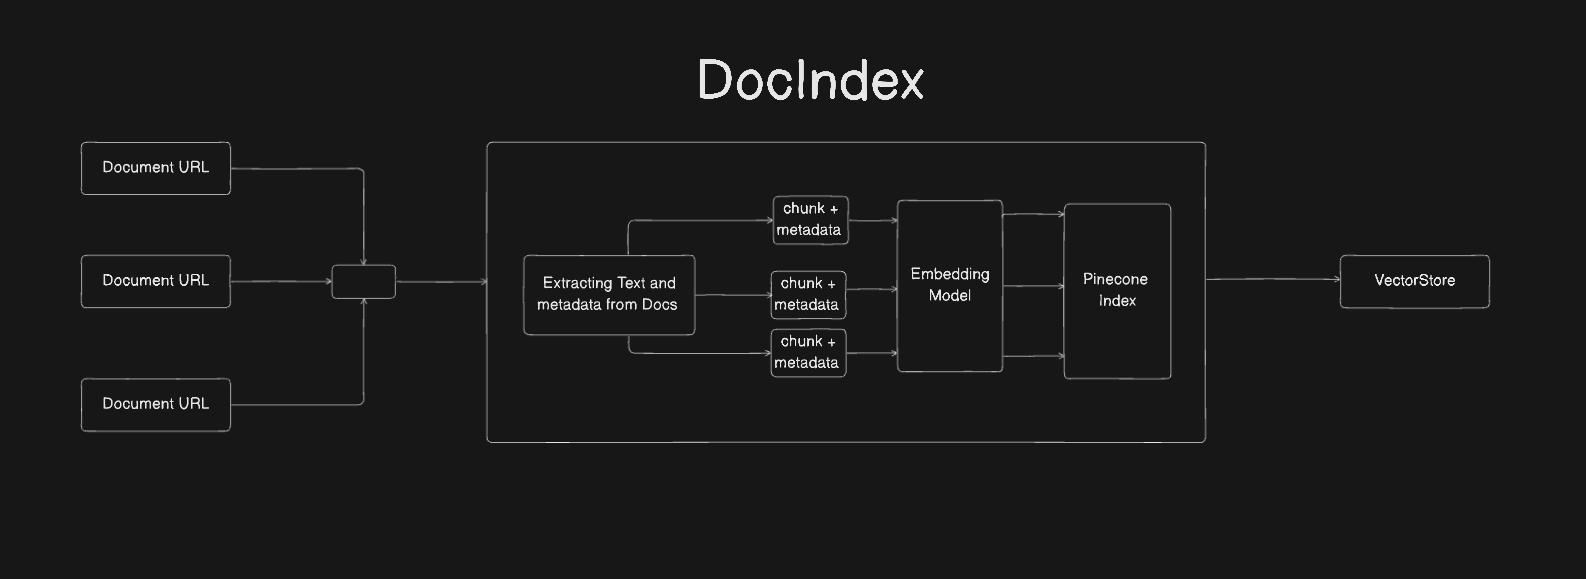 DocIndex
Document URL
Document URL
Document URL
Extracting Text and
metadata from Docs
chunk +
metadata
chunk +
metadata
chunk +
metadata
Embedding
Model
Pinecone
Index
VectorStore